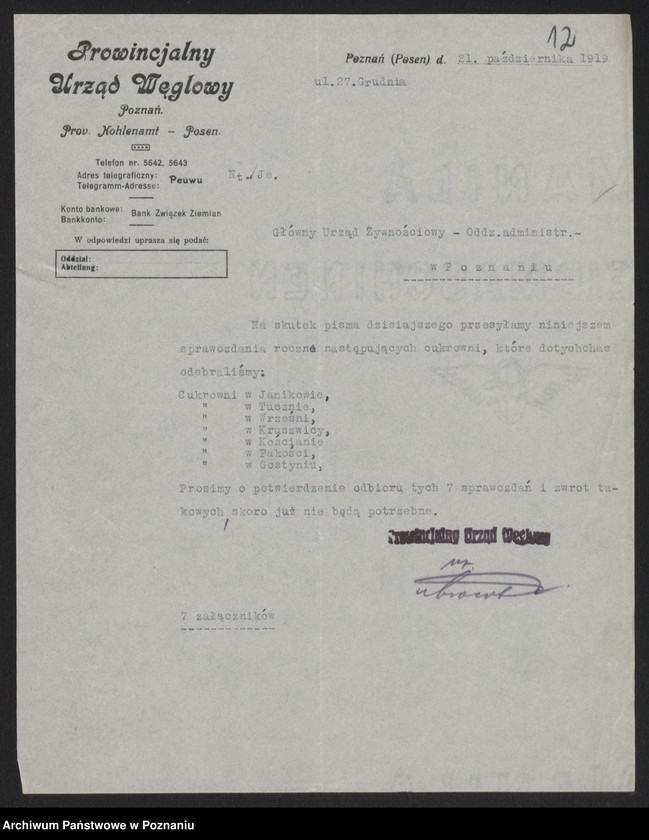 12
Prowincjalny
Urząd Węglowy
Poznań.
Prov. Kohlenamt – Posen.
Telefon nr. 5642, 5643
Adres telegraficzny: Peuwu
Telegramm-Adresse:
Konto bankowe: Bank Związek Ziemian
Bankkonto:
W odpowiedzi uprasza się podać:
Oddział:
Abteilung:
Poznań (Posen) d. 21. października 1919
ul.27.Grudnia
Nt./Je.
Główny Urząd Żywnościowy - Oddz.administr.-
w Poznaniu
Na skutek pisma dzisiajszego przesyłamy niniejszem
sprawozdania roczne następujących cukrowni, które dotychczas
odebraliśmy:
Cukrowni w Janikowie,
" w Tucznie,
" w Wrześni,
" w Kruszwicy,
" w Kościanie
" w Pakości,
" w Gostyniu,
Prosimy o potwierdzenie odbioru tych 7 sprawozdań i zwrot ta-
kowych skoro już nie będą potrzebne.
Prowincjalny Urząd Węglowy
7 załączników
Archiwum Państwowe w Poznaniu